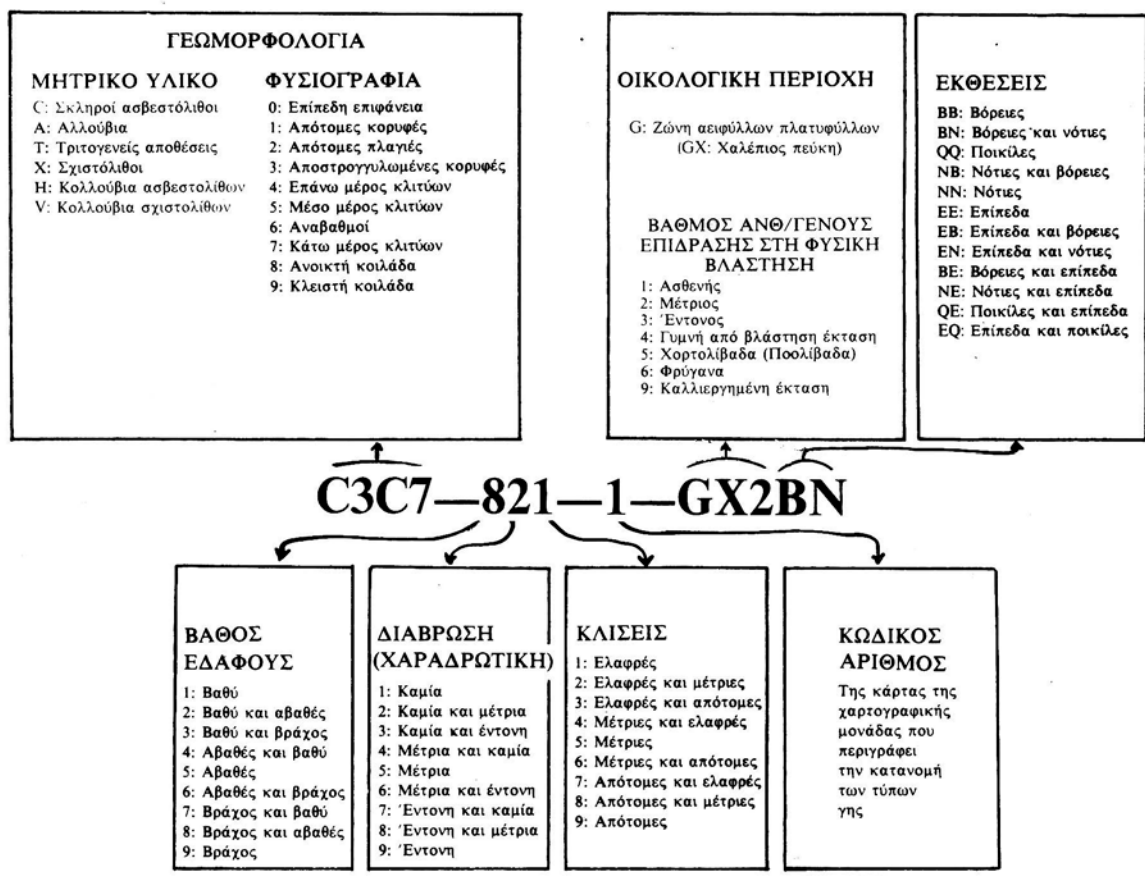 ΓΕΩΜΟΡΦΟΛΟΓΙΑ
ΜΗΤΡΙΚΟ ΥΛΙΚΟ
C: Σκληροί ασβεστόλιθοι
A: Αλλούβια
T: Τριτογενείς αποθέσεις
X: Σχιστόλιθοι
H: Κολλούβια ασβεστολίθων
V: Κολλούβια σχιστολίθων
ΦΥΣΙΟΓΡΑΦΙΑ
0: Επίπεδη επιφάνεια
1: Απότομες κορυφές
2: Απότομες πλαγιές
3: Αποστρογγυλωμένες κορυφές
4: Επάνω μέρος κλιτύων
5: Μέσο μέρος κλιτύων
6: Αναβαθμοί
7: Κάτω μέρος κλιτύων
8: Ανοικτή κοιλάδα
9: Κλειστή κοιλάδα
ΟΙΚΟΛΟΓΙΚΗ ΠΕΡΙΟΧΗ
G: Ζώνη αειφύλλων πλατυφύλλων
(GX: Χαλέπιος πεύκη)
ΒΑΘΜΟΣ ΑΝΘ/ΓΕΝΟΥΣ
ΕΠΙΔΡΑΣΗΣ ΣΤΗ ΦΥΣΙΚΗ
ΒΛΑΣΤΗΣΗ
1: Ασθενής
2: Μέτριος
3: Έντονος
4: Γυμνή από βλάστηση έκταση
5: Χορτολίβαδα (Ποολίβαδα)
6: Φρύγανα
9: Καλλιεργημένη έκταση
ΕΚΘΕΣΕΙΣ
BB: Βόρειες
BN: Βόρειες και νότιες
QQ: Ποικίλες
NB: Νότιες και βόρειες
NN: Νότιες
EE: Επίπεδα
EB: Επίπεδα και βόρειες
EN: Επίπεδα και νότιες
BE: Βόρειες και επίπεδα
NE: Νότιες και επίπεδα
QE: Ποικίλες και επίπεδα
EQ: Επίπεδα και ποικίλες
C3C7—821—1—GX2BN
ΒΑΘΟΣ
ΕΔΑΦΟΥΣ
1: Βαθύ
2: Βαθύ και αβαθές
3: Βαθύ και βράχος
4: Αβαθές και βαθύ
5: Αβαθές
6: Αβαθές και βράχος
7: Βράχος και βαθύ
8: Βράχος και αβαθές
9: Βράχος
ΔΙΑΒΡΩΣΗ
(ΧΑΡΑΔΡΩΤΙΚΗ)
1: Καμία
2: Καμία και μέτρια
3: Καμία και έντονη
4: Μέτρια και καμία
5: Μέτρια
6: Μέτρια και έντονη
7: Έντονη και καμία
8: Έντονη και μέτρια
9: Έντονη
ΚΛΙΣΕΙΣ
1: Ελαφρές
2: Ελαφρές και μέτριες
3: Ελαφρές και απότομες
4: Μέτριες και ελαφρές
5: Μέτριες
6: Μέτριες και απότομες
7: Απότομες και ελαφρές
8: Απότομες και μέτριες
9: Απότομες
ΚΩΔΙΚΟΣ
ΑΡΙΘΜΟΣ
Της κάρτας της
χαρτογραφικής
μονάδας που
περιγράφει
την κατανομή
των τύπων
γης